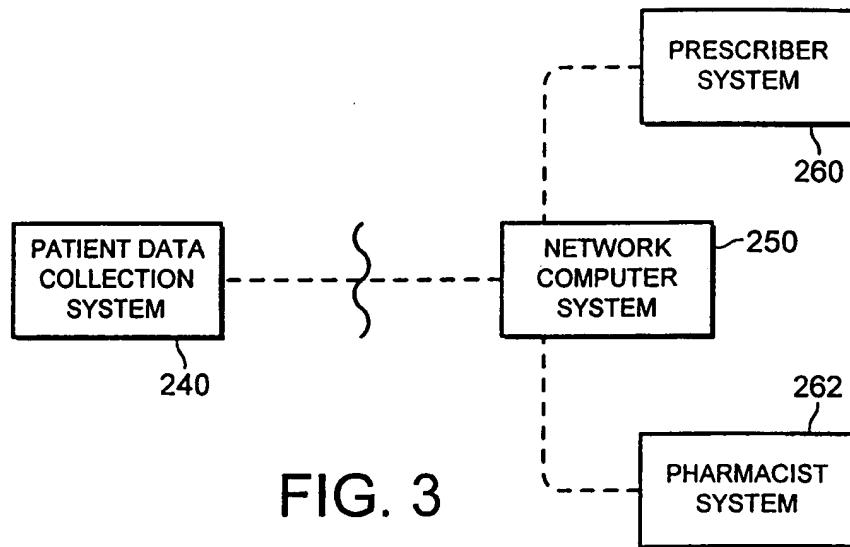 PRESCRIBER
SYSTEM
260
PATIENT DATA
COLLECTION
SYSTEM
240
NETWORK
COMPUTER
SYSTEM
250
262
PHARMACIST
SYSTEM
FIG. 3